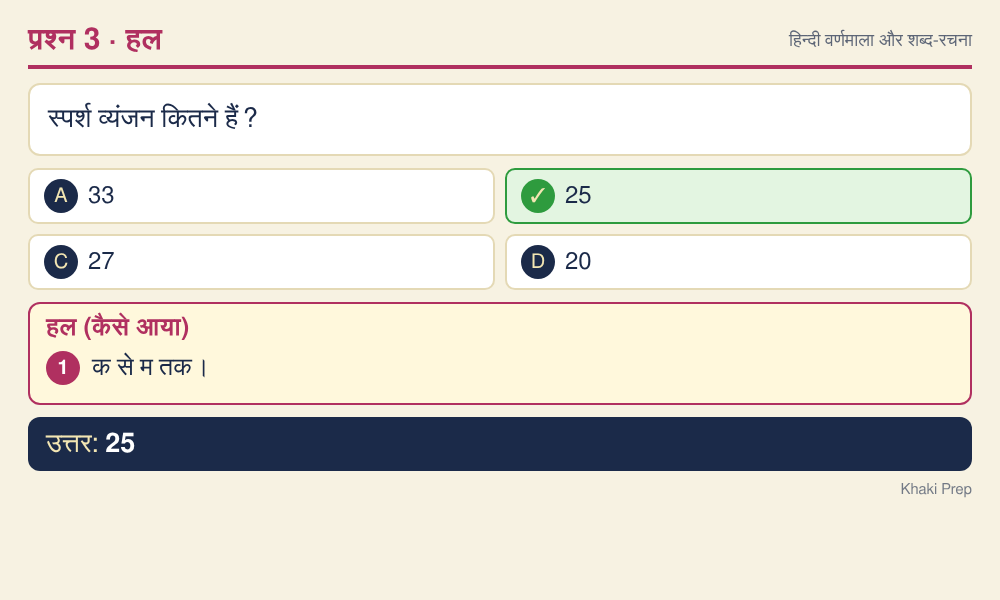 प्रश्न 3 · हल
हिन्दी वर्णमाला और शब्द-रचना
स्पर्श व्यंजन कितने हैं ?
A 33
✓ 25
C 27
D 20
हल (कैसे आया)
1 क से म तक ।
उत्तर: 25
Khaki Prep